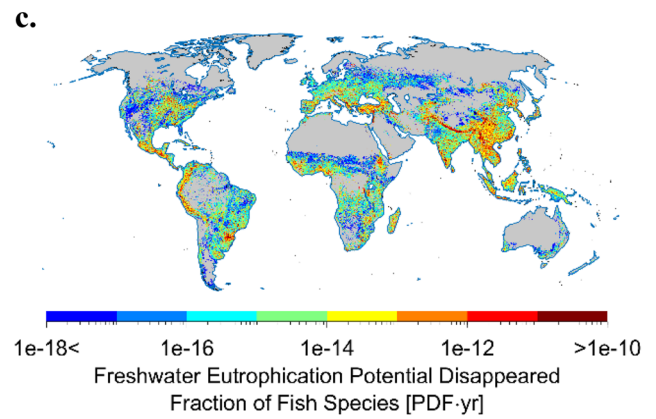 c.
1e-18< 1e-16 1e-14 1e-12 >1e-10
Freshwater Eutrophication Potential Disappeared
Fraction of Fish Species [PDF·yr]